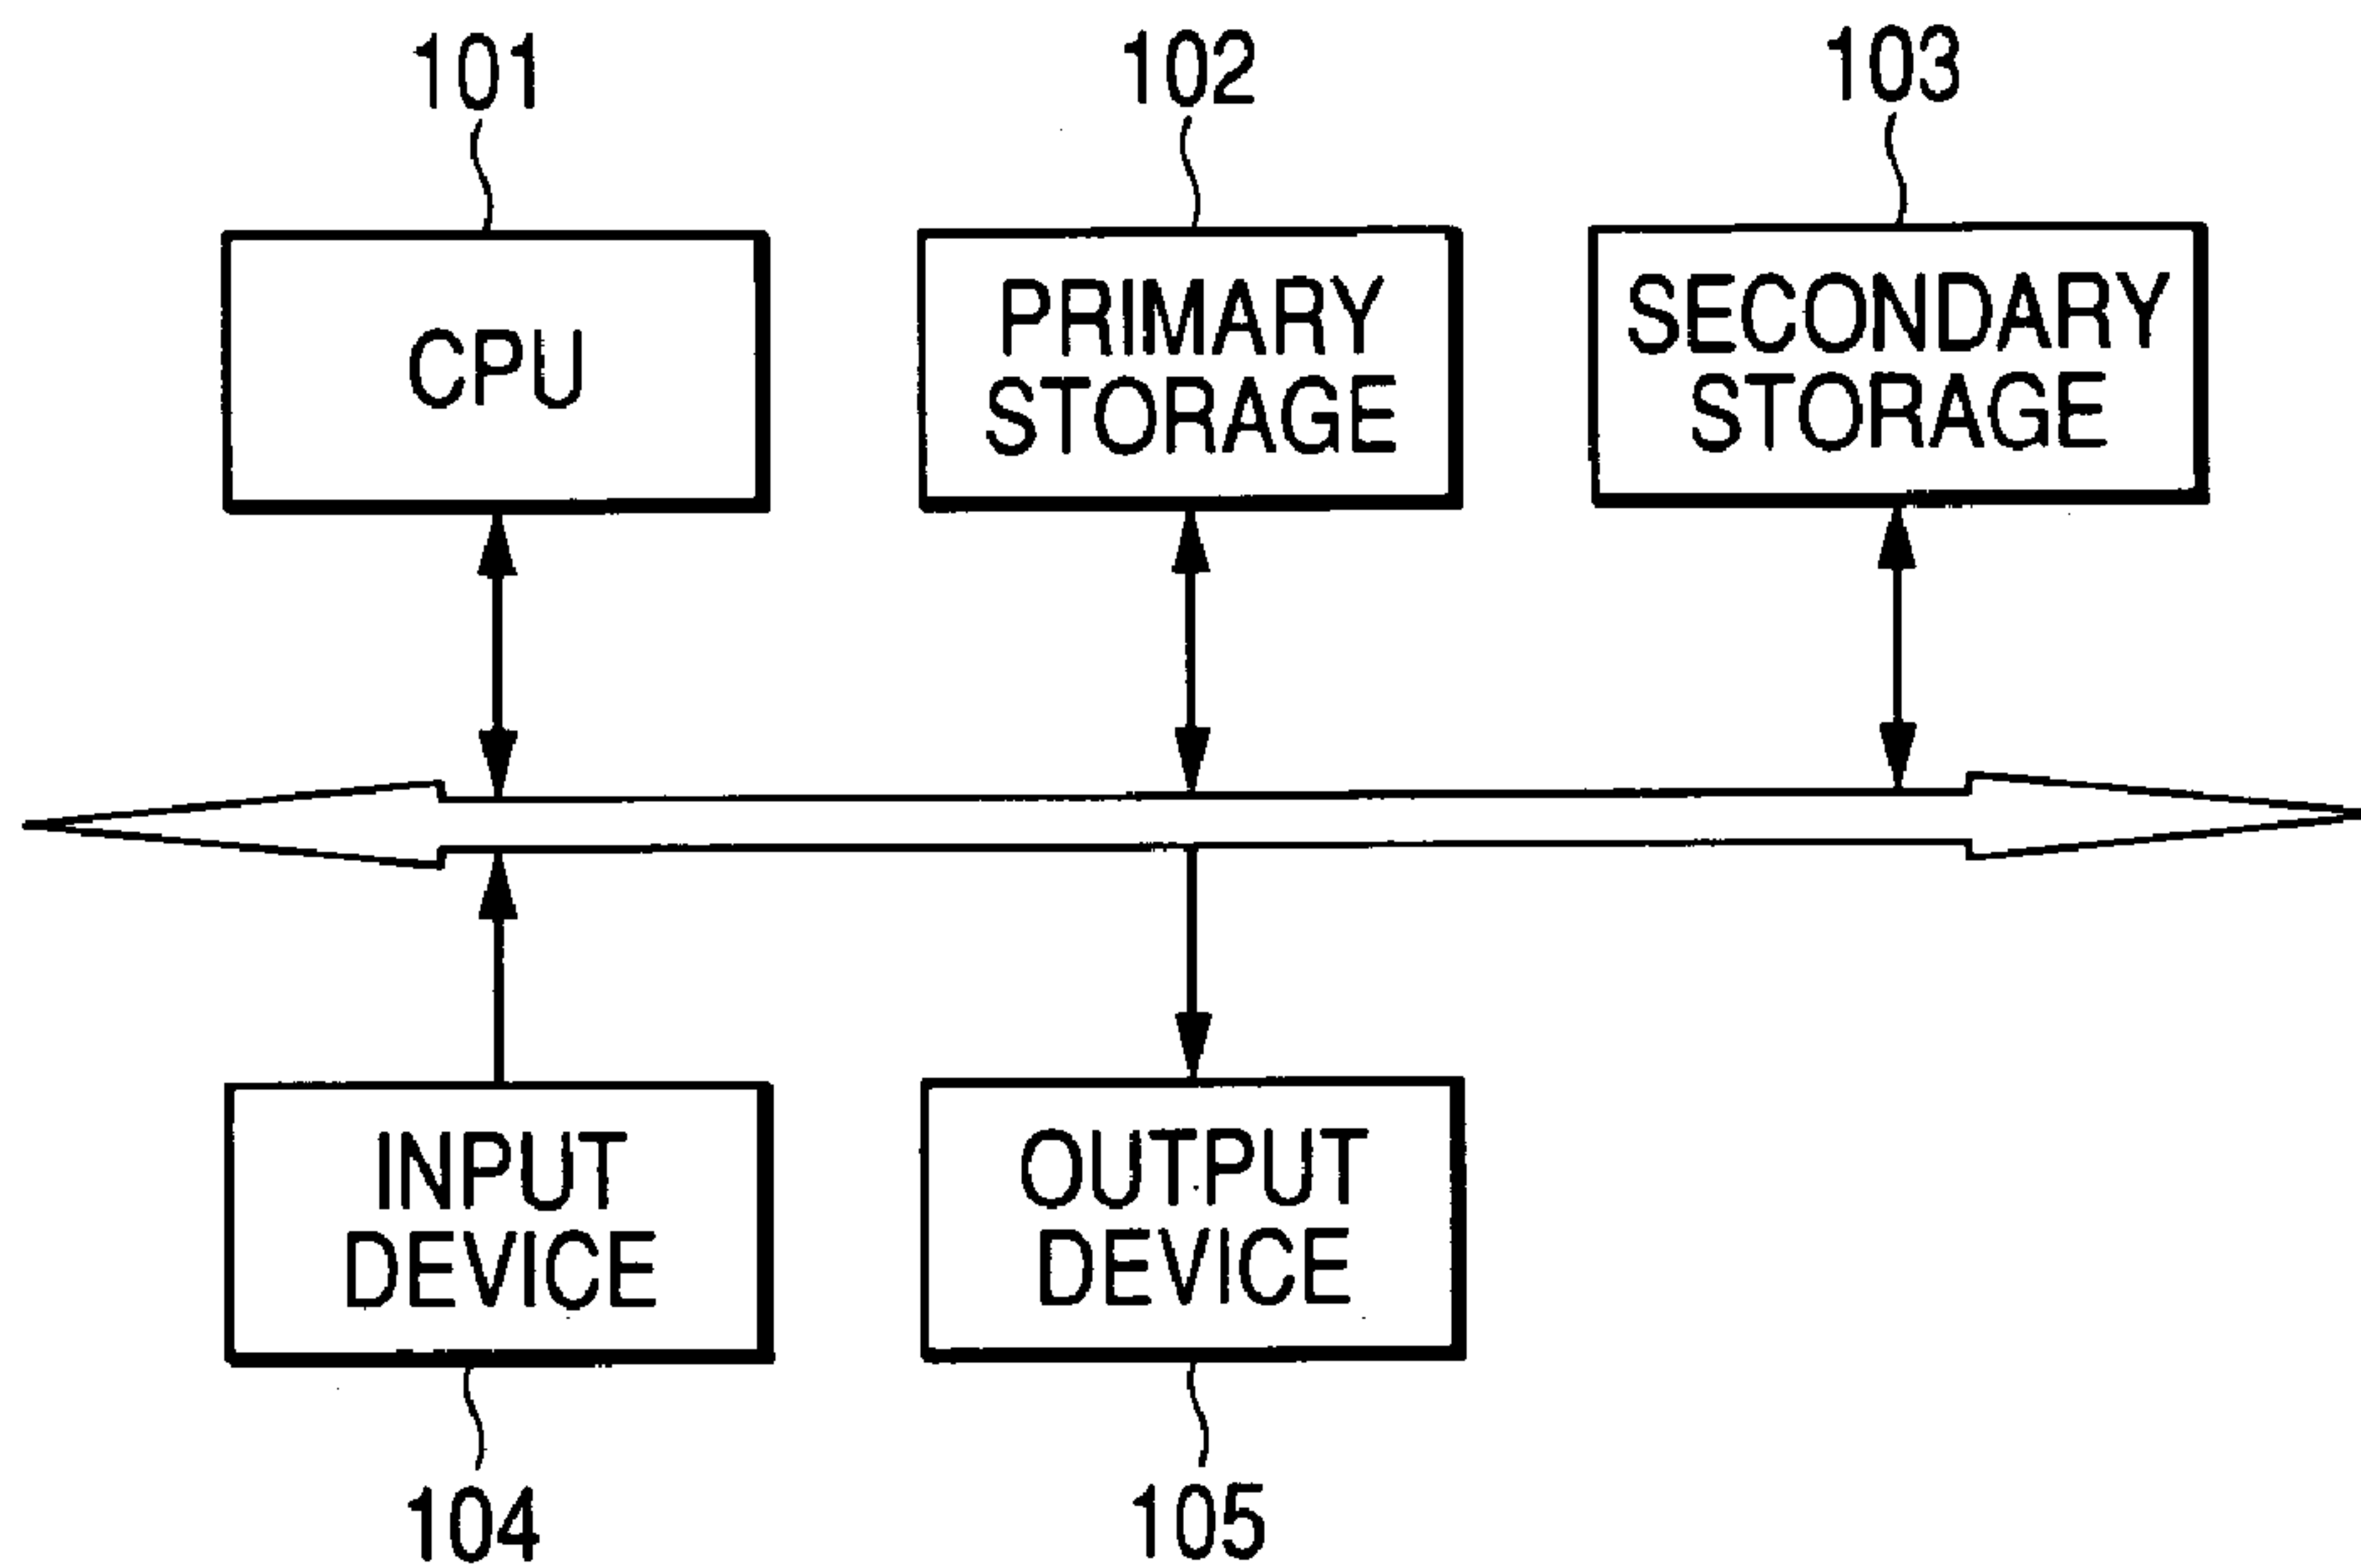 101
102
103
CPU
PRIMARY
STORAGE
SECONDARY
STORAGE
INPUT
DEVICE
OUTPUT
DEVICE
104
105